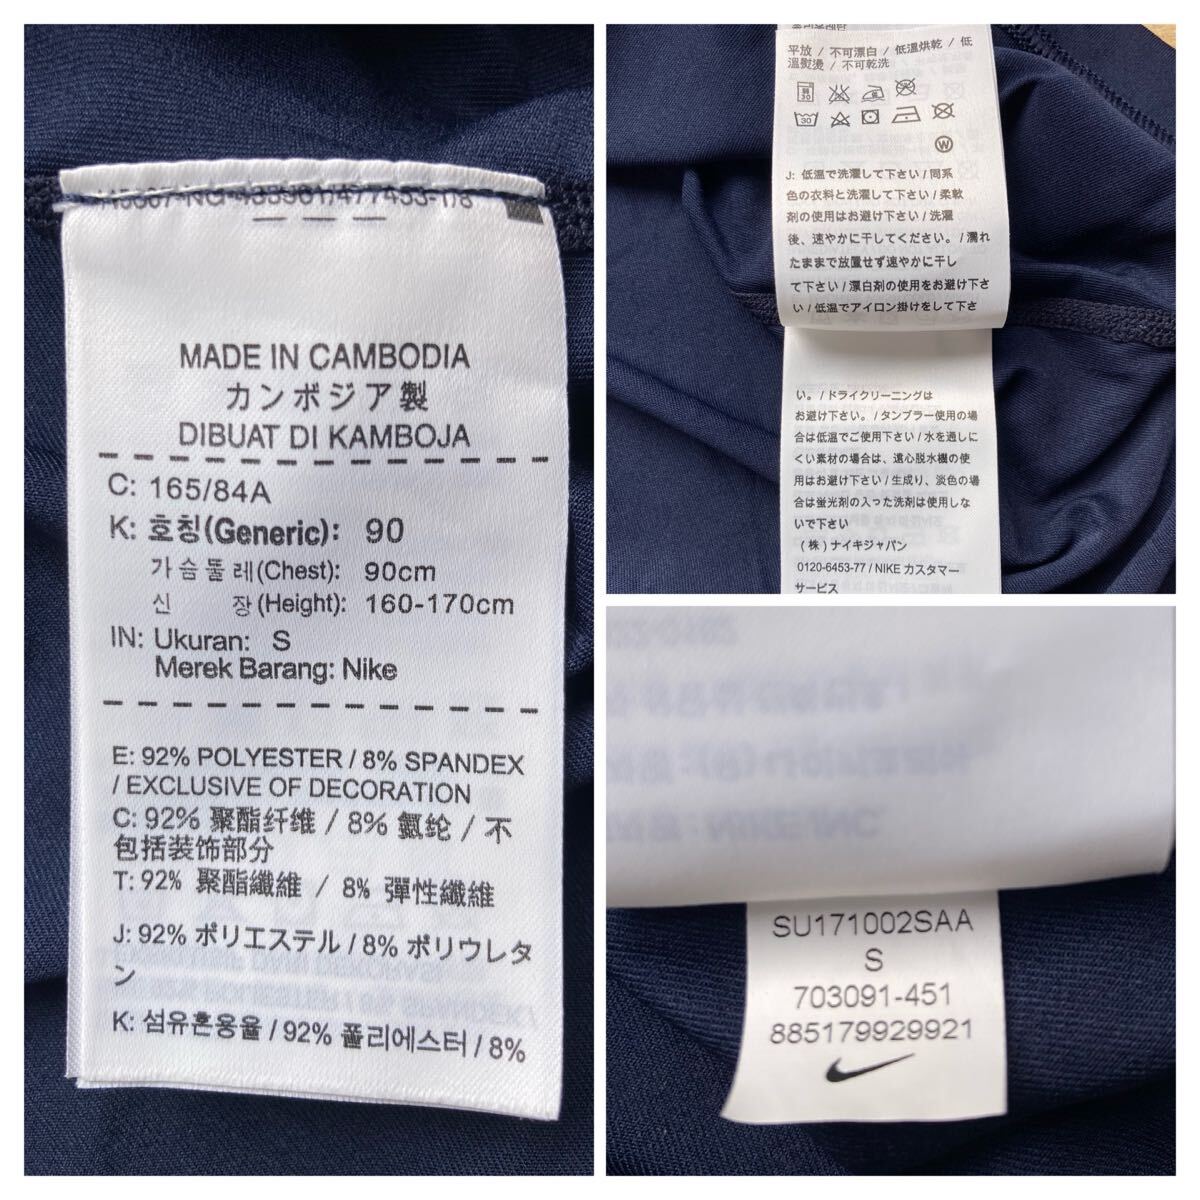 MADE IN CAMBODIA
カンボジア製
DIBUAT DI KAMBOJA
C: 165/84A
K: 호칭(Generic): 90
가슴둘레(Chest): 90cm
신 장(Height): 160-170cm
IN: Ukuran: S
Merek Barang: Nike
E: 92% POLYESTER / 8% SPANDEX
/ EXCLUSIVE OF DECORATION
C: 92% 聚酯纤维 / 8% 氨纶 / 不
包括装饰部分
T: 92% 聚酯纖維 / 8% 彈性纖維
J: 92% ポリエステル / 8% ポリウレタ
ン
K: 섬유혼용율 / 92% 폴리에스터 / 8%
平放 / 不可漂白 / 低溫烘乾 / 低
溫熨燙 / 不可乾洗
30
30
W
J: 低温で洗濯して下さい / 同系
色の衣料と洗濯して下さい / 柔軟
剤の使用はお避け下さい / 洗濯
後、速やかに干してください。/ 濡れ
たままで放置せず速やかに干し
て下さい / 漂白剤の使用をお避け下さ
い / 低温でアイロン掛けをして下さ
い。/ ドライクリーニングは
お避け下さい。/ タンブラー使用の場
合は低温でご使用下さい / 水を通しに
くい素材の場合は、遠心脱水機の使
用はお避け下さい / 生成り、淡色の場
合は蛍光剤の入った洗剤は使用しな
いで下さい
(株) ナイキジャパン
0120-6453-77 / NIKE カスタマー
サービス
SU171002SAA
S
703091-451
885179929921